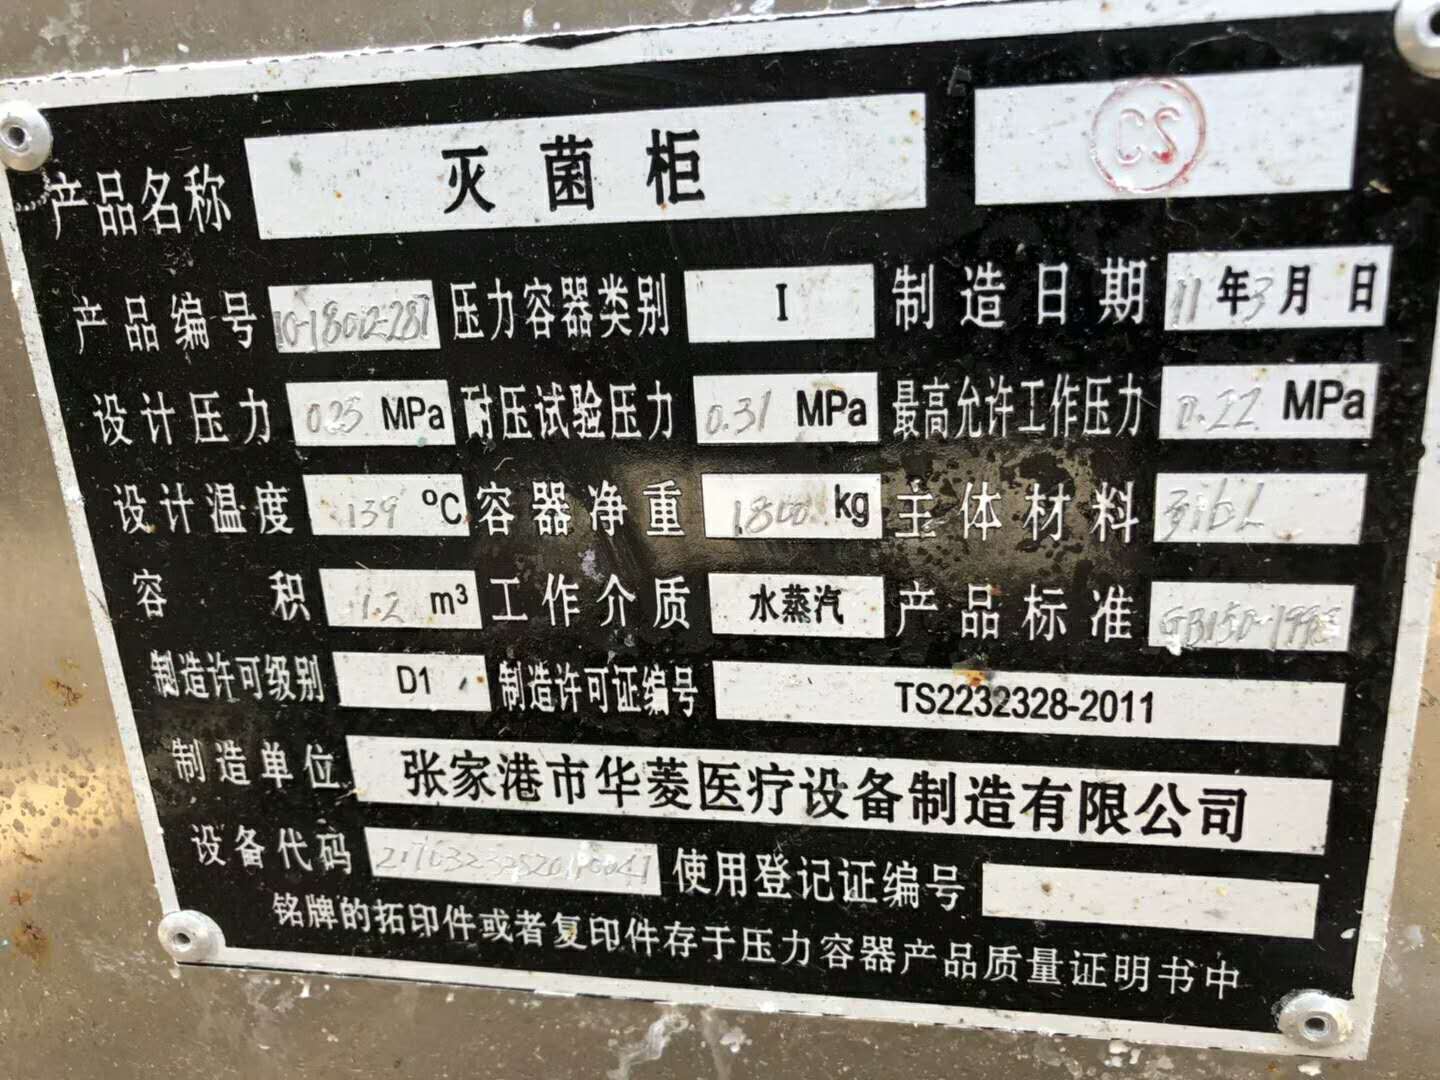 产品名称 灭菌柜 CS
产品编号 10-18012-287 压力容器类别 I 制造日期 11年3月 日
设计压力 0.25 MPa 耐压试验压力 0.31 MPa 最高允许工作压力 0.22 MPa
设计温度 139 ℃ 容器净重 1800 kg 主体材料 316L
容积 1.2 m³ 工作介质 水蒸汽 产品标准 GB150-1998
制造许可级别 D1 制造许可证编号 TS2232328-2011
制造单位 张家港市华菱医疗设备制造有限公司
设备代码 使用登记证编号
铭牌的拓印件或者复印件存于压力容器产品质量证明书中